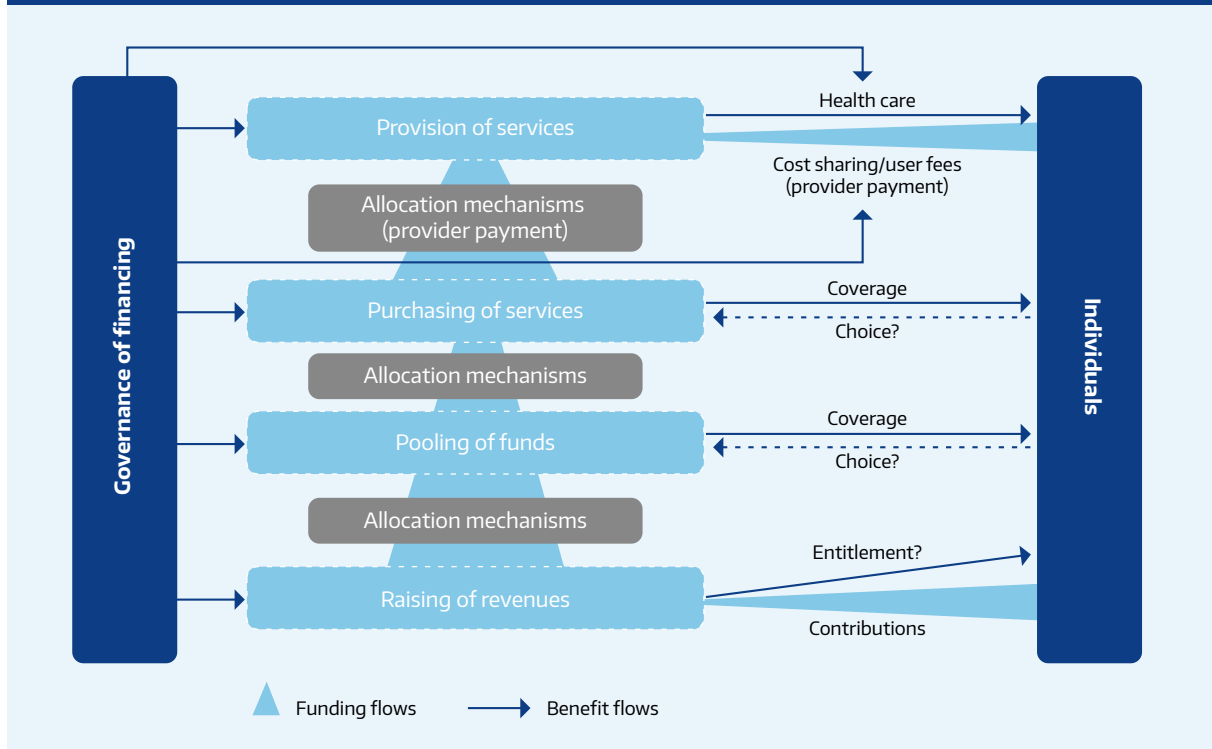 Governance of financing
Provision of services
Allocation mechanisms
(provider payment)
Purchasing of services
Allocation mechanisms
Pooling of funds
Allocation mechanisms
Raising of revenues
Health care
Cost sharing/user fees
(provider payment)
Coverage
Choice?
Coverage
Choice?
Entitlement?
Contributions
Individuals
Funding flows
Benefit flows